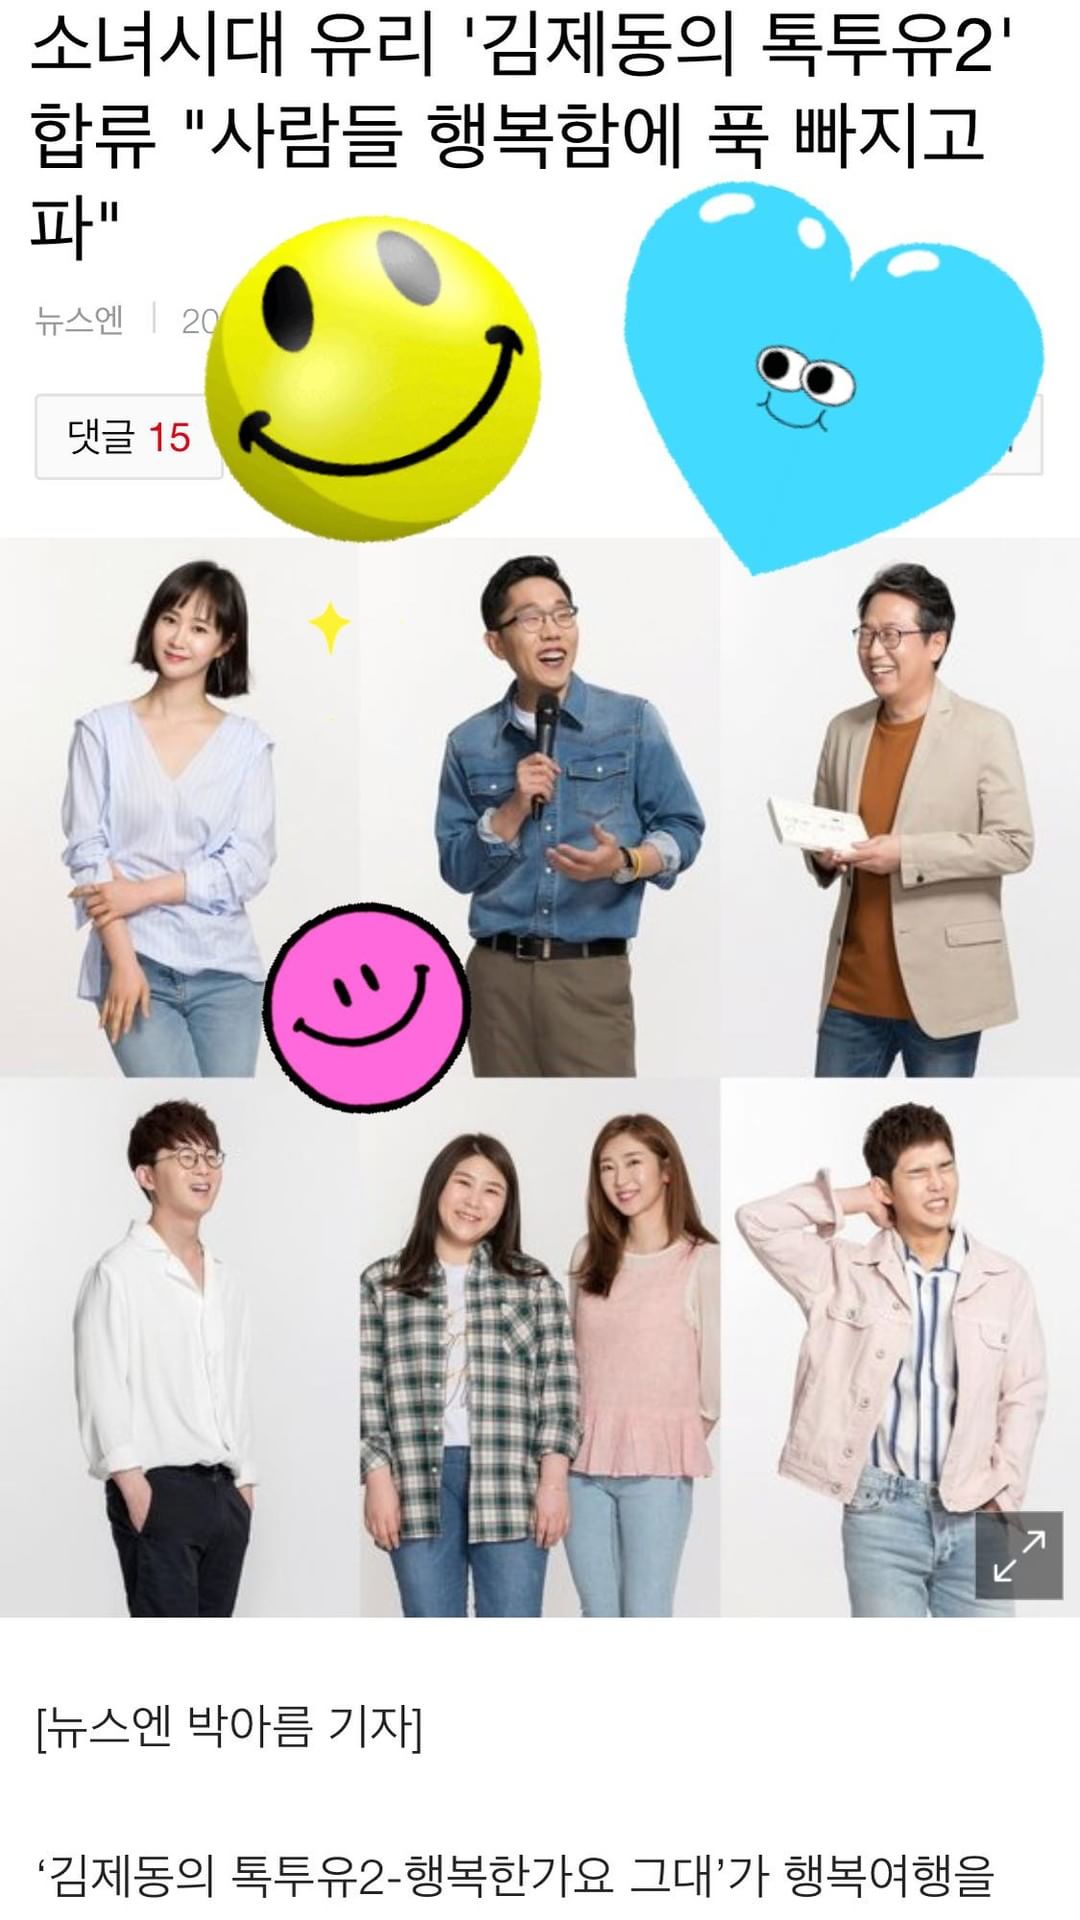 소녀시대 유리 '김제동의 톡투유2'
합류 "사람들 행복함에 푹 빠지고
파"
뉴스엔
댓글 15
[뉴스엔 박아름 기자]
‘김제동의 톡투유2-행복한가요 그대’가 행복여행을